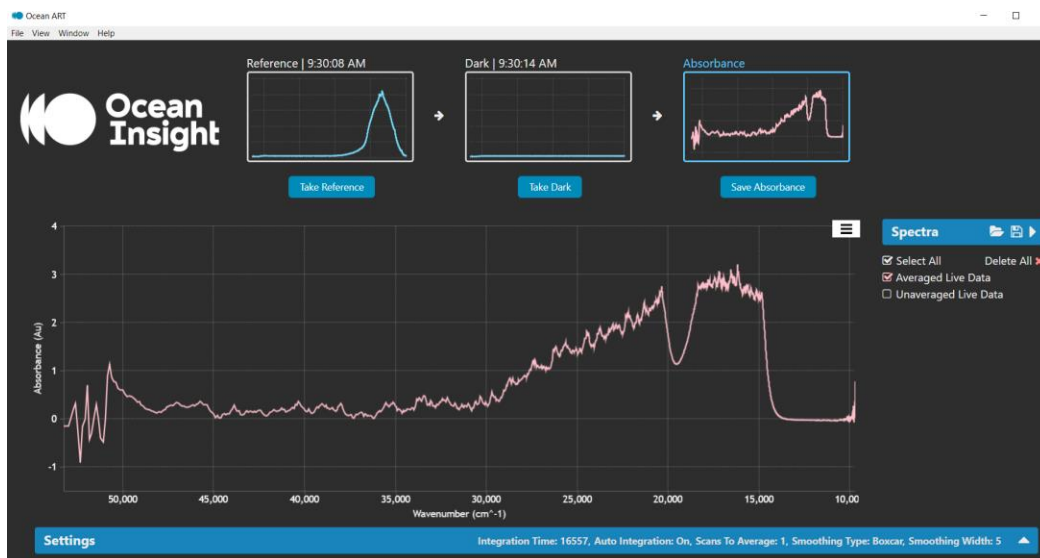 Ocean ART
File View Window Help
Reference | 9:30:08 AM
Dark | 9:30:14 AM
Absorbance
Ocean
Insight
Take Reference
Take Dark
Save Absorbance
4
3
2
1
0
-1
Absorbance (Au)
50,000 45,000 40,000 35,000 30,000 25,000 20,000 15,000 10,00
Wavenumber (cm^-1)
Spectra
Select All Delete All
Averaged Live Data
Unaveraged Live Data
Settings
Integration Time: 16557, Auto Integration: On, Scans To Average: 1, Smoothing Type: Boxcar, Smoothing Width: 5